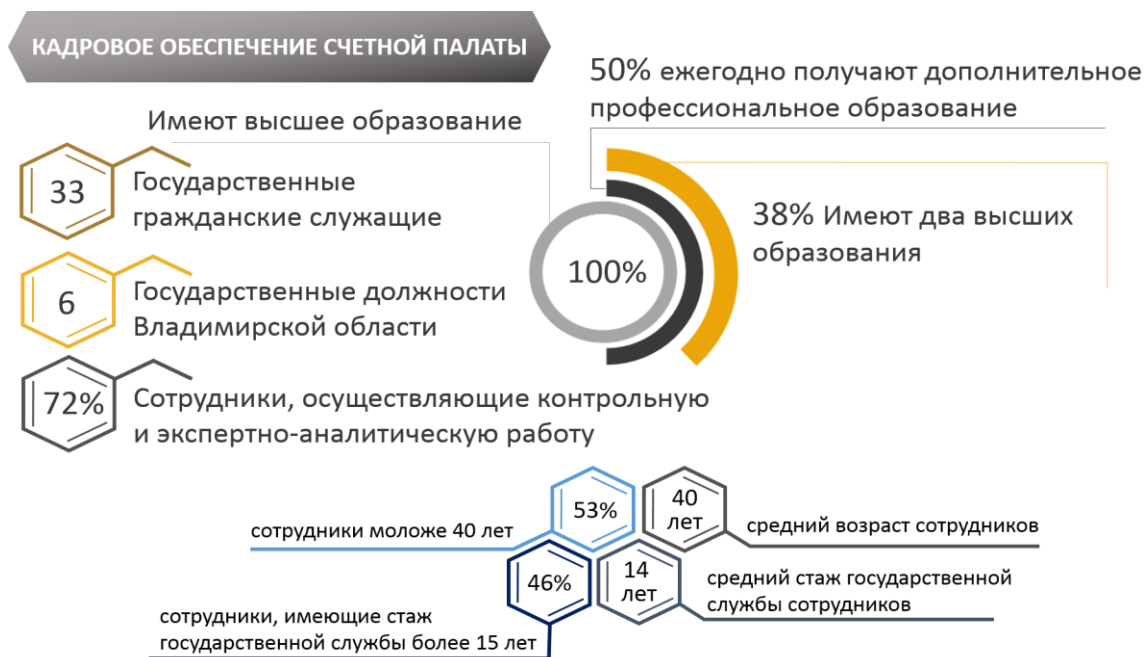 КАДРОВОЕ ОБЕСПЕЧЕНИЕ СЧЕТНОЙ ПАЛАТЫ
Имеют высшее образование
33
Государственные
гражданские служащие
6
Государственные должности
Владимирской области
72%
Сотрудники, осуществляющие контрольную
и экспертно-аналитическую работу
50% ежегодно получают дополнительное
профессиональное образование
100%
38% Имеют два высших
образования
сотрудники моложе 40 лет
53%
40
лет
средний возраст сотрудников
сотрудники, имеющие стаж
государственной службы более 15 лет
46%
14
лет
средний стаж государственной
службы сотрудников